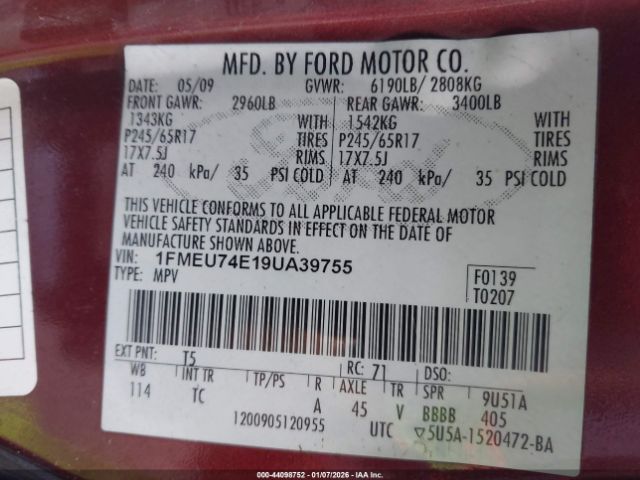 MFD. BY FORD MOTOR CO.
DATE: 05/09 GVWR: 6190LB/ 2808KG
FRONT GAWR: 2960LB REAR GAWR: 3400LB
1343KG WITH 1542KG WITH
P245/65R17 TIRES P245/65R17 TIRES
17X7.5J RIMS 17X7.5J RIMS
AT 240 kPa/ 35 PSI COLD AT 240 kPa/ 35 PSI COLD
THIS VEHICLE CONFORMS TO ALL APPLICABLE FEDERAL MOTOR
VEHICLE SAFETY STANDARDS IN EFFECT ON THE DATE OF
MANUFACTURE SHOWN ABOVE.
VIN: 1FMEU74E19UA39755
TYPE: MPV
F0139
T0207
EXT PNT: T5 RC: 71 DSO:
WB INT TR TP/PS R AXLE TR SPR 9U51A
114 TC A 45 V BBBB 405
1200905120955 UTC ▽5U5A-1520472-BA
000-44098752 | 01/07/2026 - IAAHQ